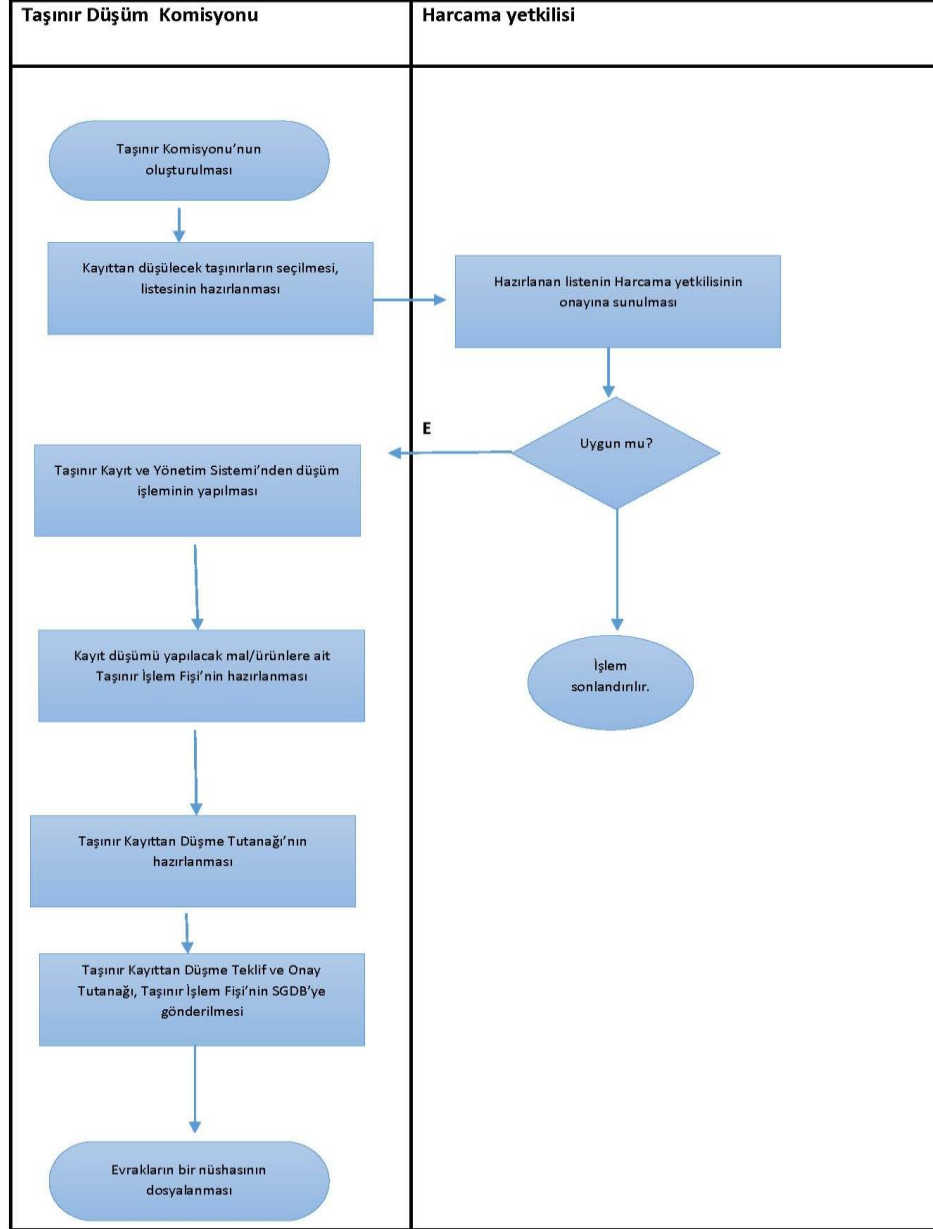 Taşınır Düşüm Komisyonu
Harcama yetkilisi
Taşınır Komisyonu'nun
oluşturulması
Kayıttan düşülecek taşınırların seçilmesi,
listesinin hazırlanması
Hazırlanan listenin Harcama yetkilisinin
onayına sunulması
Uygun mu?
E
Taşınır Kayıt ve Yönetim Sistemi'nden düşüm
işleminin yapılması
Kayıt düşümü yapılacak mal/ürünlere ait
Taşınır İşlem Fişi'nin hazırlanması
İşlem
sonlandırılır.
Taşınır Kayıttan Düşme Tutanağı'nın
hazırlanması
Taşınır Kayıttan Düşme Teklif ve Onay
Tutanağı, Taşınır İşlem Fişi'nin SGDB'ye
gönderilmesi
Evrakların bir nüshasının
dosyalanması